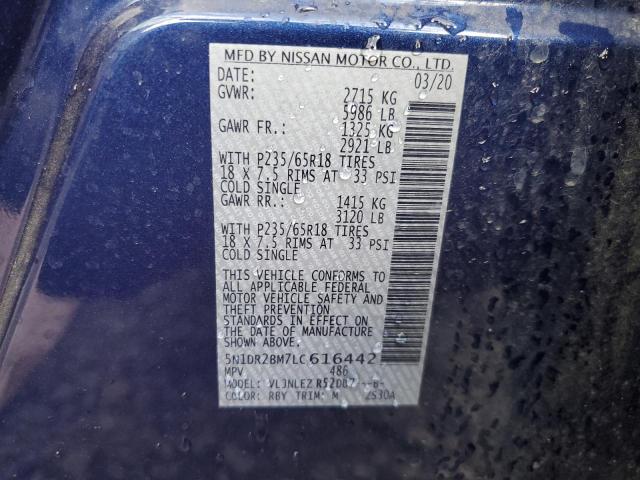 MFD BY NISSAN MOTOR CO., LTD.
DATE: 03/20
GVWR: 2715 KG
5986 LB
GAWR FR.: 1325 KG
2921 LB
WITH P235/65R18 TIRES
18 X 7.5 RIMS AT 33 PSI
COLD SINGLE
GAWR RR.: 1415 KG
3120 LB
WITH P235/65R18 TIRES
18 X 7.5 RIMS AT 33 PSI
COLD SINGLE
THIS VEHICLE CONFORMS TO
ALL APPLICABLE FEDERAL
MOTOR VEHICLE SAFETY AND
THEFT PREVENTION
STANDARDS IN EFFECT ON
THE DATE OF MANUFACTURE
SHOWN ABOVE.
5N1DR2BM7LC616442
MPV 486
MODEL:
COLOR: RBY TRIM: M 2S30A